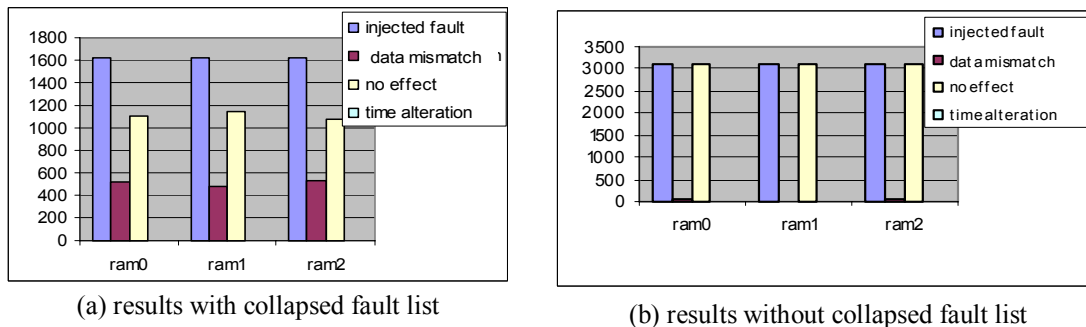 1800
1600
1400
1200
1000
800
600
400
200
0
ram0
ram1
ram2
injected fault
data mismatch
no effect
time alteration
(a) results with collapsed fault list
3500
3000
2500
2000
1500
1000
500
0
ram0
ram1
ram2
injected fault
data mismatch
no effect
time alteration
(b) results without collapsed fault list